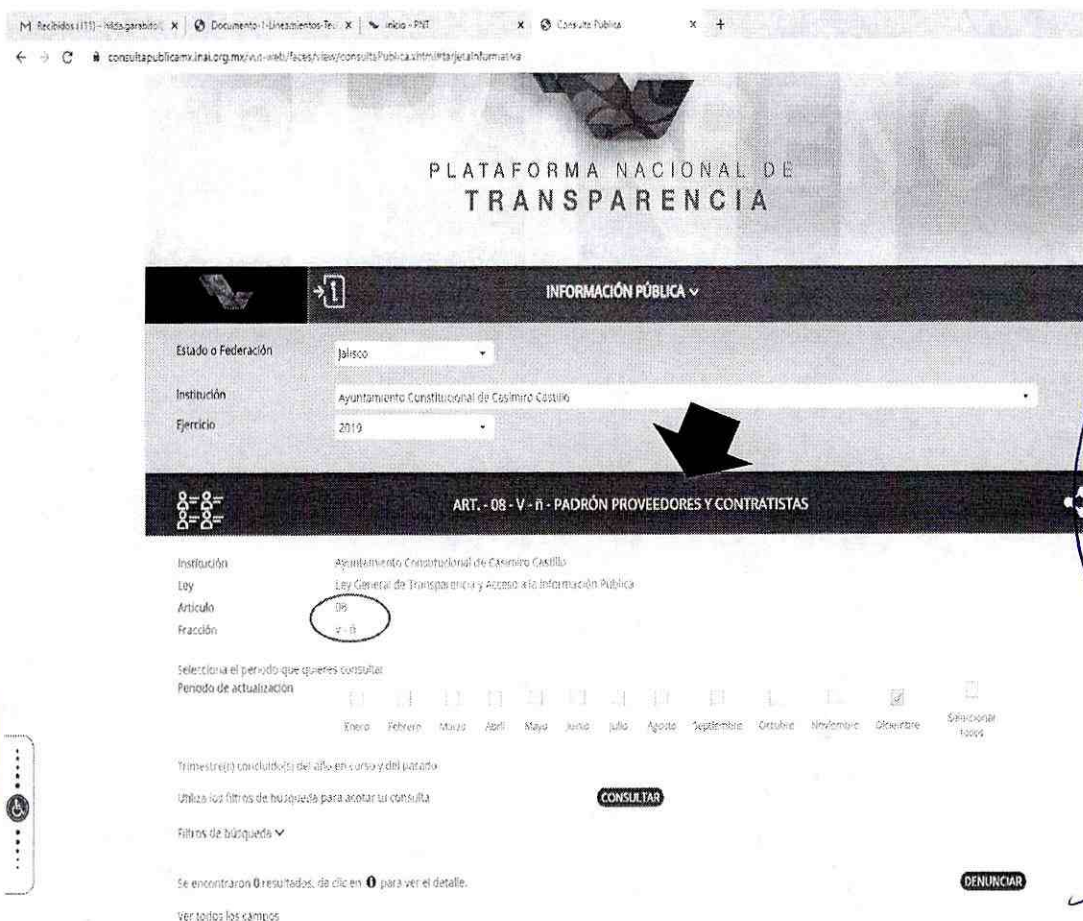 Recibidos (115) - hilda.garabito
Documento-1-Lineamientos-Tec
Inicio - PNT
Consulta Pública
consultapublicamx.inai.org.mx/vut-web/faces/view/consultaPublica.xhtml#tarjetaInformativa
PLATAFORMA NACIONAL DE
TRANSPARENCIA
INFORMACIÓN PÚBLICA
Estado o Federación Jalisco
Institución Ayuntamiento Constitucional de Casimiro Castillo
Ejercicio 2019
ART. - 08 - V - ñ - PADRÓN PROVEEDORES Y CONTRATISTAS
Institución Ayuntamiento Constitucional de Casimiro Castillo
Ley Ley General de Transparencia y Acceso a la Información Pública
Artículo 08
Fracción V - ñ
Selecciona el periodo que quieres consultar
Periodo de actualización
Enero Febrero Marzo Abril Mayo Junio Julio Agosto Septiembre Octubre Noviembre Diciembre Seleccionar todos
Trimestre(s) concluido(s) del año en curso y del pasado
Utiliza los filtros de búsqueda para acotar tu consulta CONSULTAR
Filtros de búsqueda
Se encontraron 0 resultados, da clic en i para ver el detalle. DENUNCIAR
Ver todos los campos